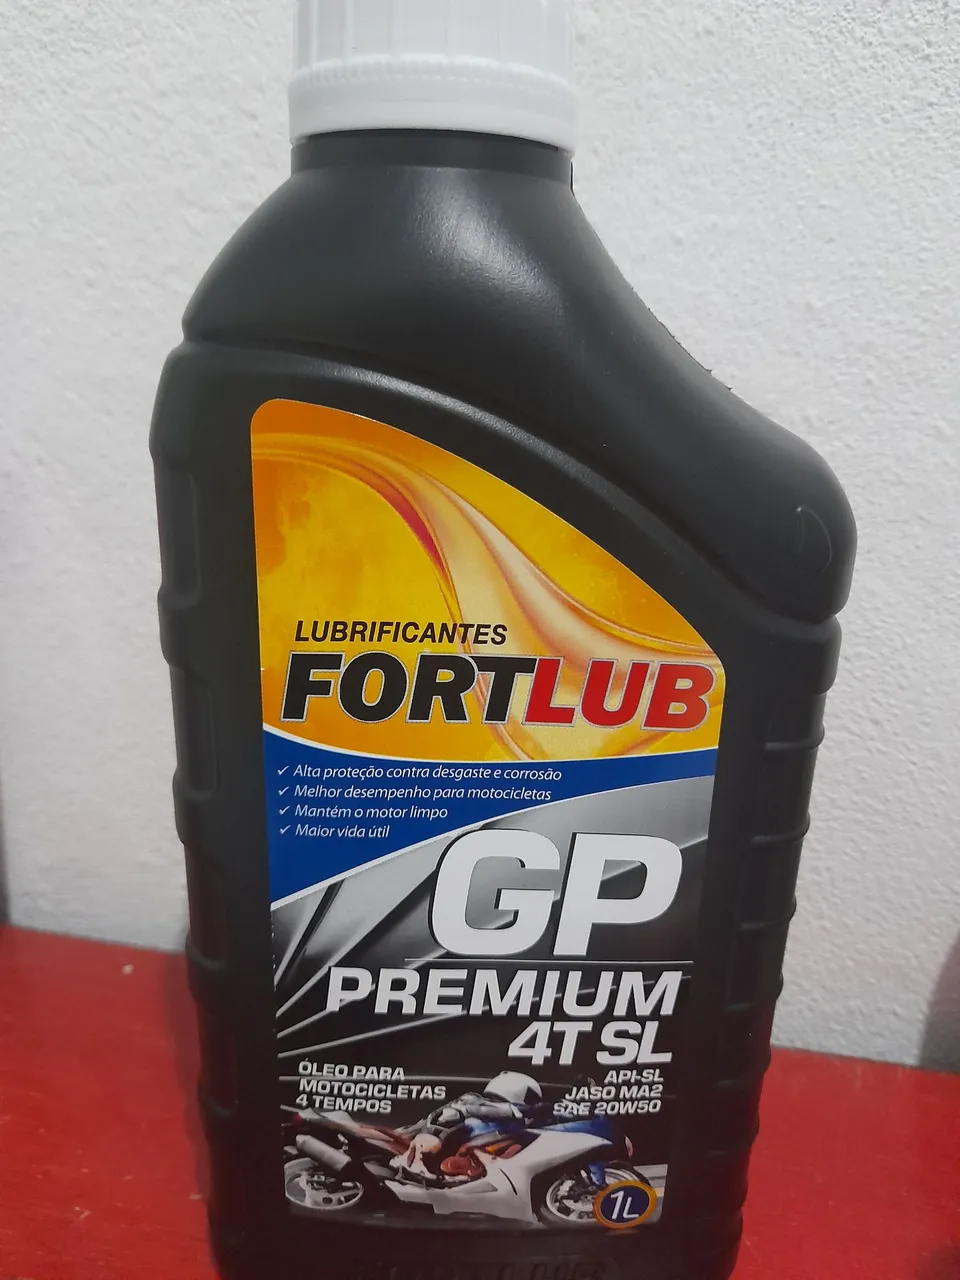 LUBRIFICANTES
FORTLUB
✓ Alta proteção contra desgaste e corrosão
✓ Melhor desempenho para motocicletas
✓ Mantém o motor limpo
✓ Maior vida útil
GP
PREMIUM
4T SL
ÓLEO PARA
MOTOCICLETAS
4 TEMPOS
API-SL
JASO MA2
SAE 20W50
1L